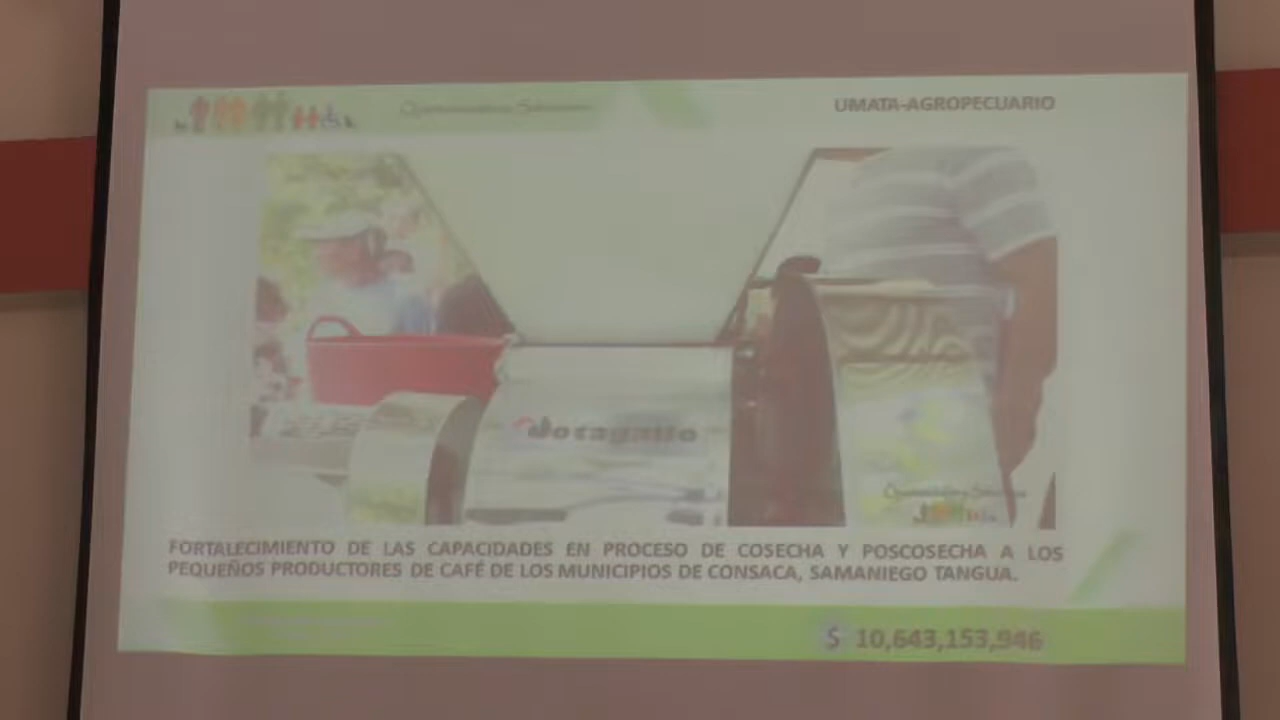 UMATA-AGROPECUARIO
FORTALECIMIENTO DE LAS CAPACIDADES EN PROCESO DE COSECHA Y POSCOSECHA A LOS
PEQUEÑOS PRODUCTORES DE CAFÉ DE LOS MUNICIPIOS DE CONSACA, SAMANIEGO TANGUA.
$ 10,643,153,946